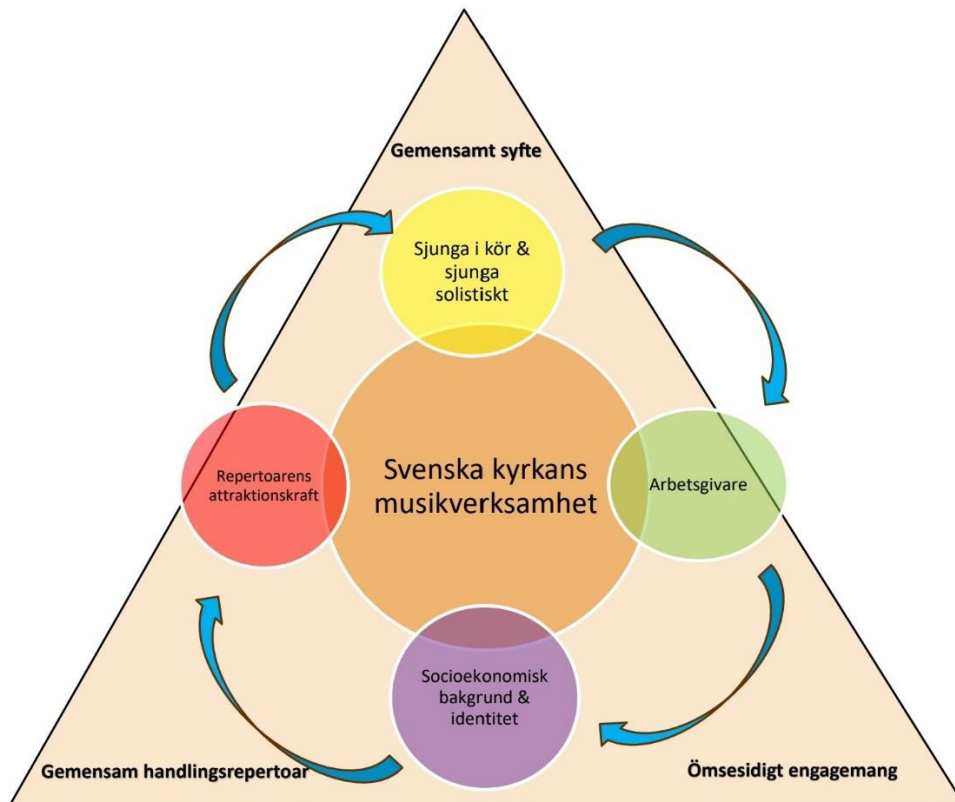 Gemensamt syfte
Sjunga i kör &
sjunga
solistiskt
Repertoarens
attraktionskraft
Svenska kyrkans
musikverksamhet
Arbetsgivare
Socioekonomisk
bakgrund &
identitet
Gemensam handlingsrepertoar
Ömsesidigt engagemang